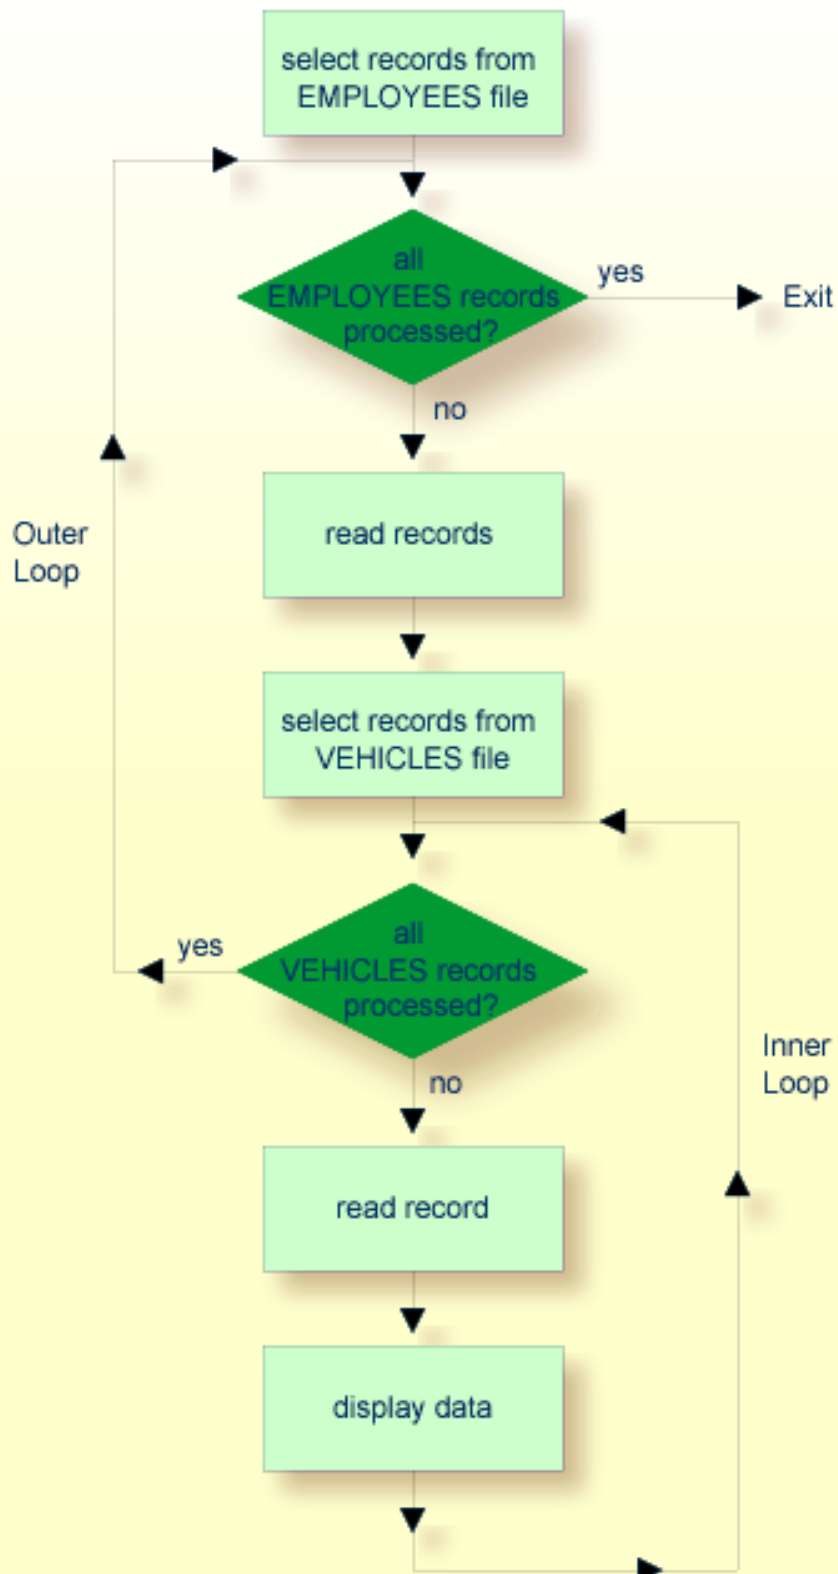 select records from
EMPLOYEES file
all
EMPLOYEES records
processed?
yes
Exit
no
Outer
Loop
read records
select records from
VEHICLES file
all
VEHICLES records
processed?
yes
no
Inner
Loop
read record
display data